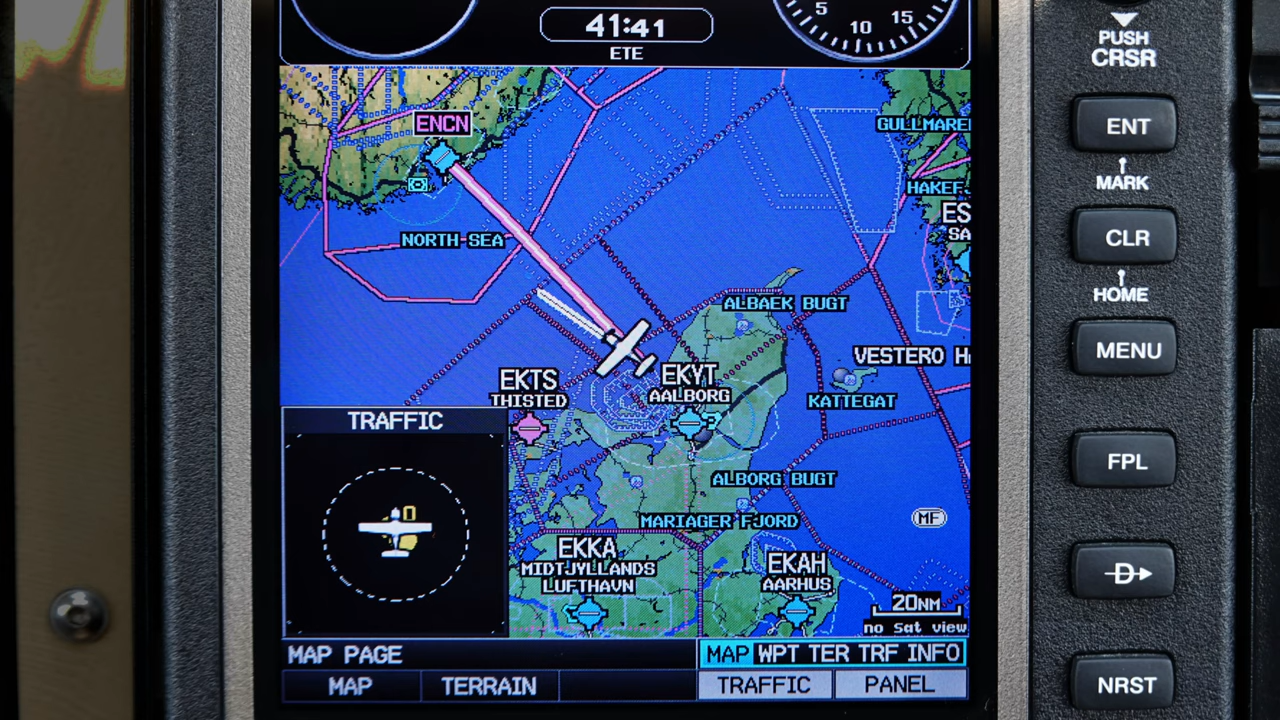 5
10
15
41:41
ETE
PUSH
CRSR
ENCN
GULLMARE
ENT
MARK
HAKEF
ES
SA
NORTH SEA
CLR
HOME
ALBAEK BUGT
MENU
VESTERO H
EKTS
THISTED
EKYT
AALBORG
KATTEGAT
TRAFFIC
FPL
ALBORG BUGT
0
MARIAGER FJORD
MF
EKKA
MIDTJYLLANDS
LUFTHAVN
EKAH
AARHUS
D
20NM
no Sat view
MAP PAGE
MAP WPT TER TRF INFO
MAP
TERRAIN
TRAFFIC
PANEL
NRST